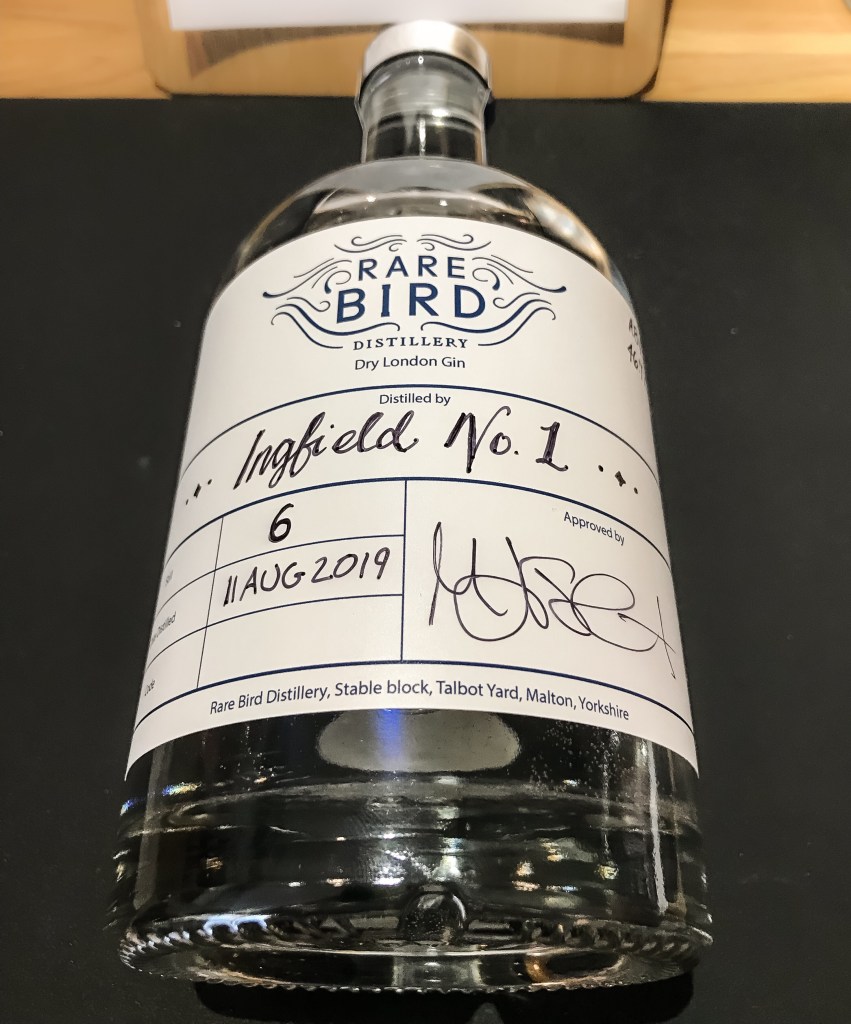 RARE
BIRD
DISTILLERY
Dry London Gin
Distilled by
Ingfield No. 1
6
11 AUG 2019
Approved by
Rare Bird Distillery, Stable block, Talbot Yard, Malton, Yorkshire